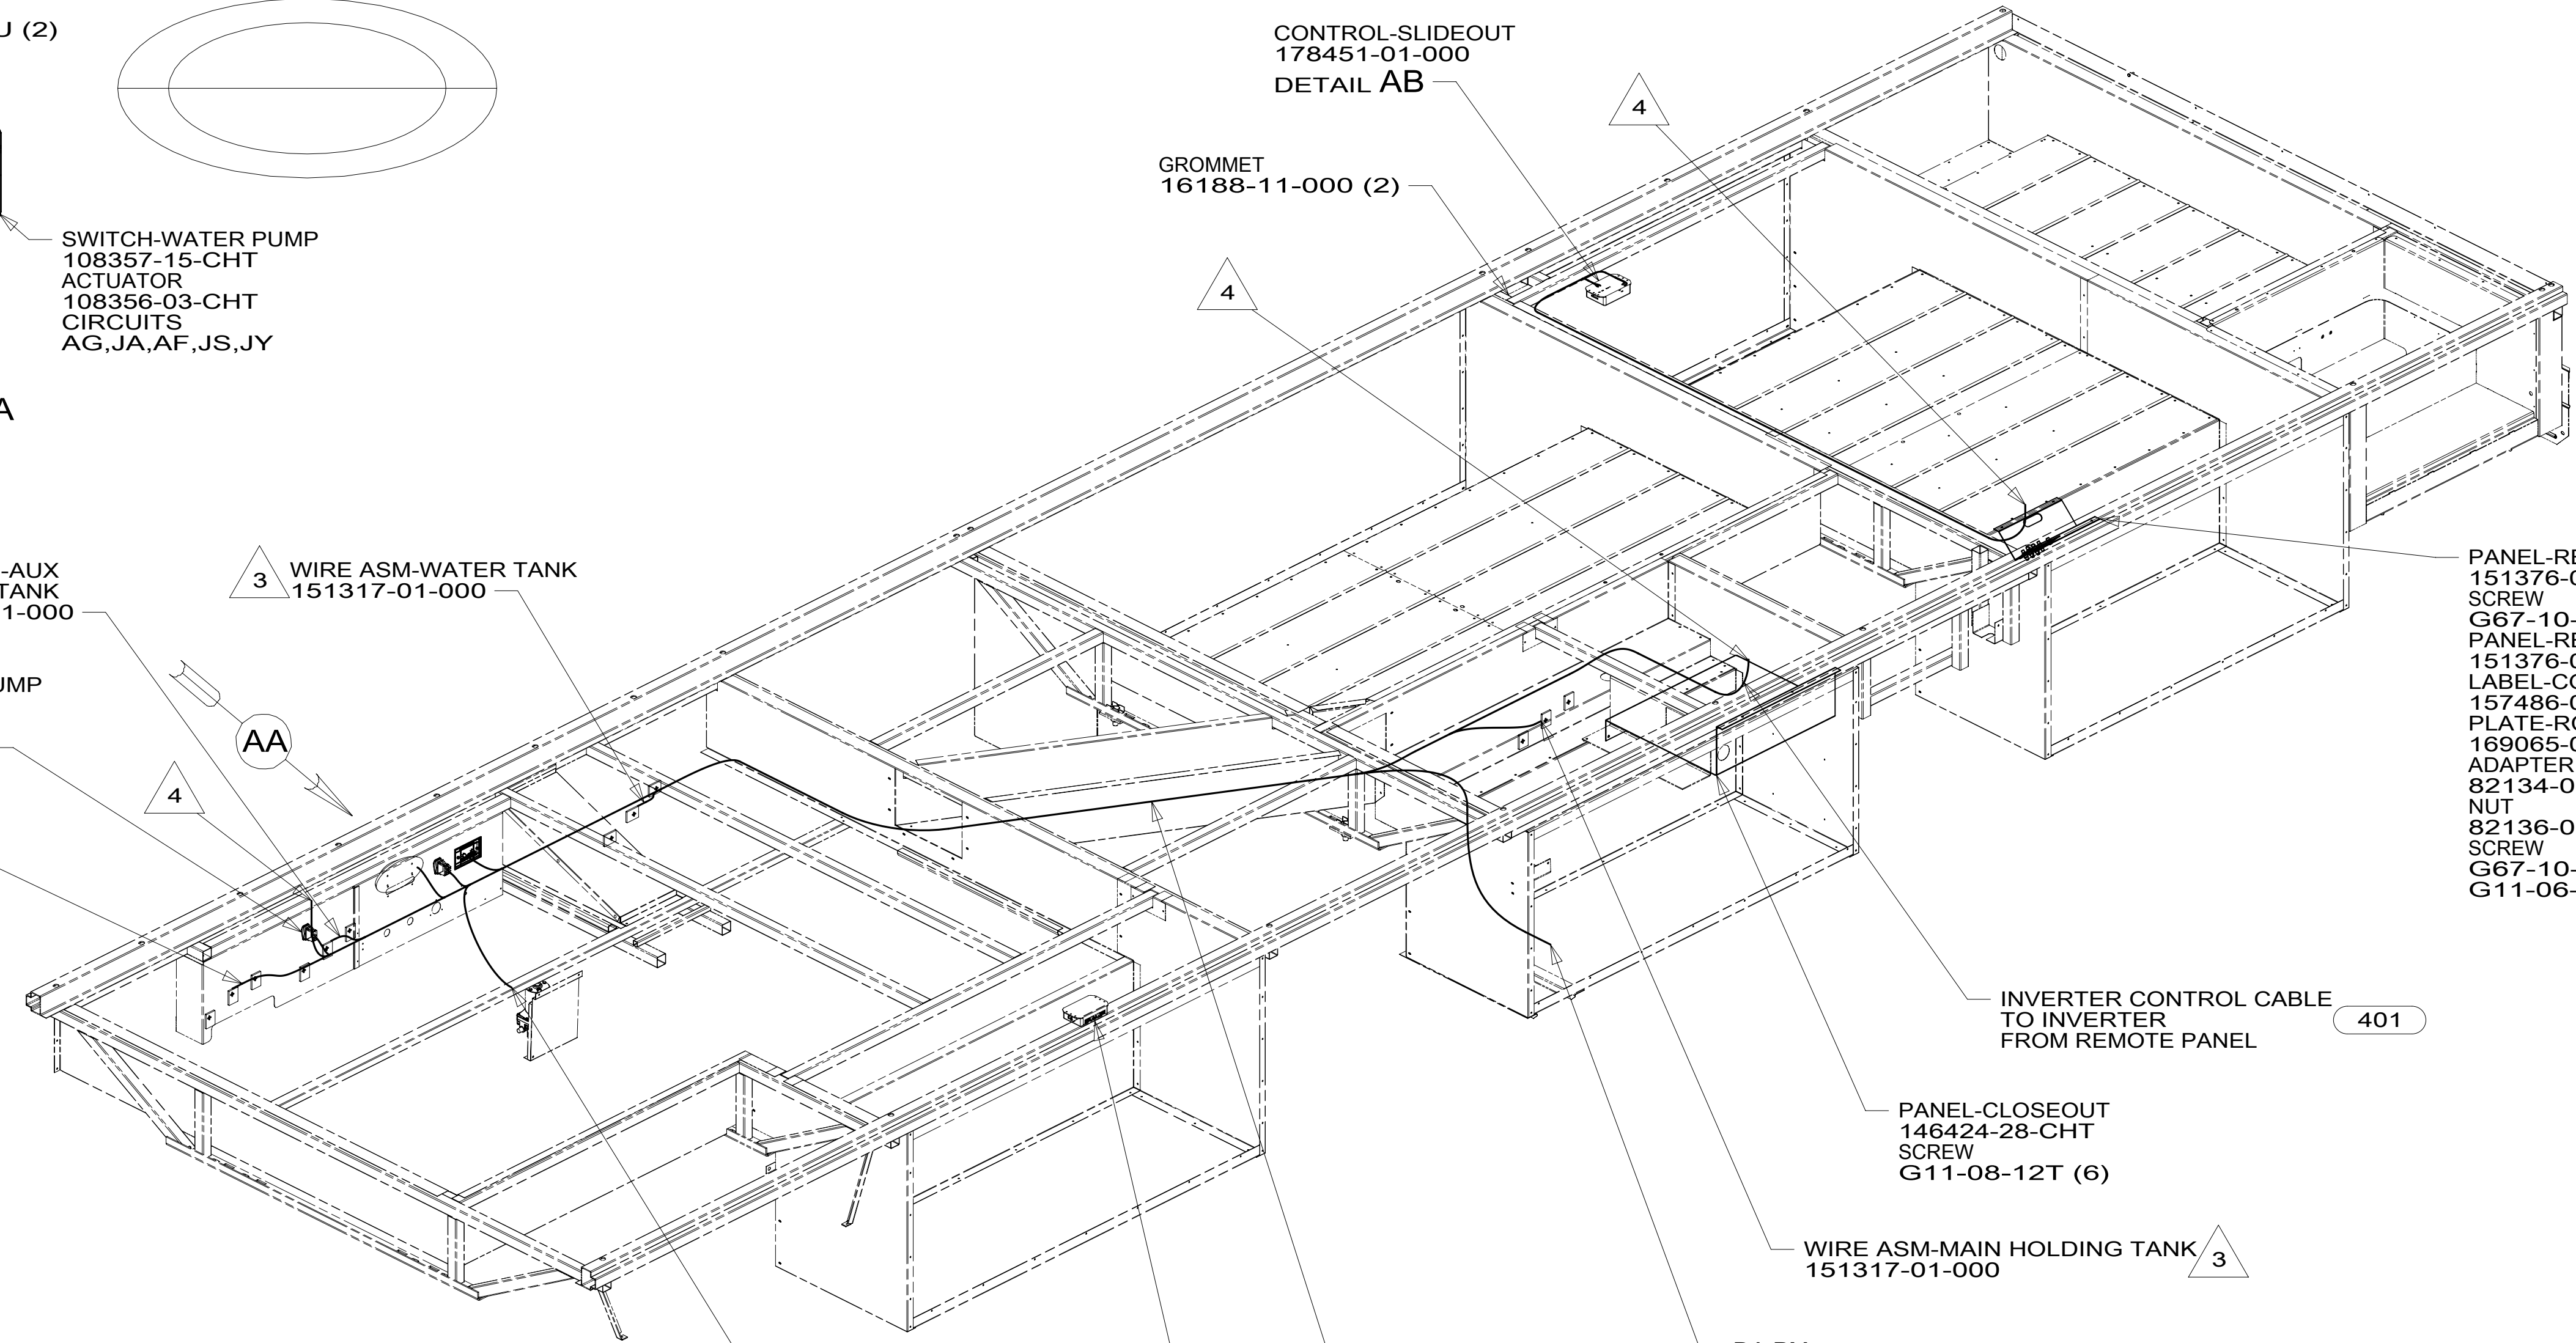 (2)
CONTROL-SLIDEOUT
178451-01-000
DETAIL AB
4
GROMMET
16188-11-000 (2)
SWITCH-WATER PUMP
108357-15-CHT
ACTUATOR
108356-03-CHT
CIRCUITS
AG,JA,AF,JS,JY
4
A
-AUX
TANK
1-000
3
WIRE ASM-WATER TANK
151317-01-000
UMP
AA
4
PANEL-RE
151376-0
SCREW
G67-10-
PANEL-RE
151376-0
LABEL-CO
157486-0
PLATE-RO
169065-0
ADAPTER
82134-0
NUT
82136-0
SCREW
G67-10-
G11-06-
INVERTER CONTROL CABLE
TO INVERTER
FROM REMOTE PANEL
401
PANEL-CLOSEOUT
146424-28-CHT
SCREW
G11-08-12T (6)
WIRE ASM-MAIN HOLDING TANK
151317-01-000
3